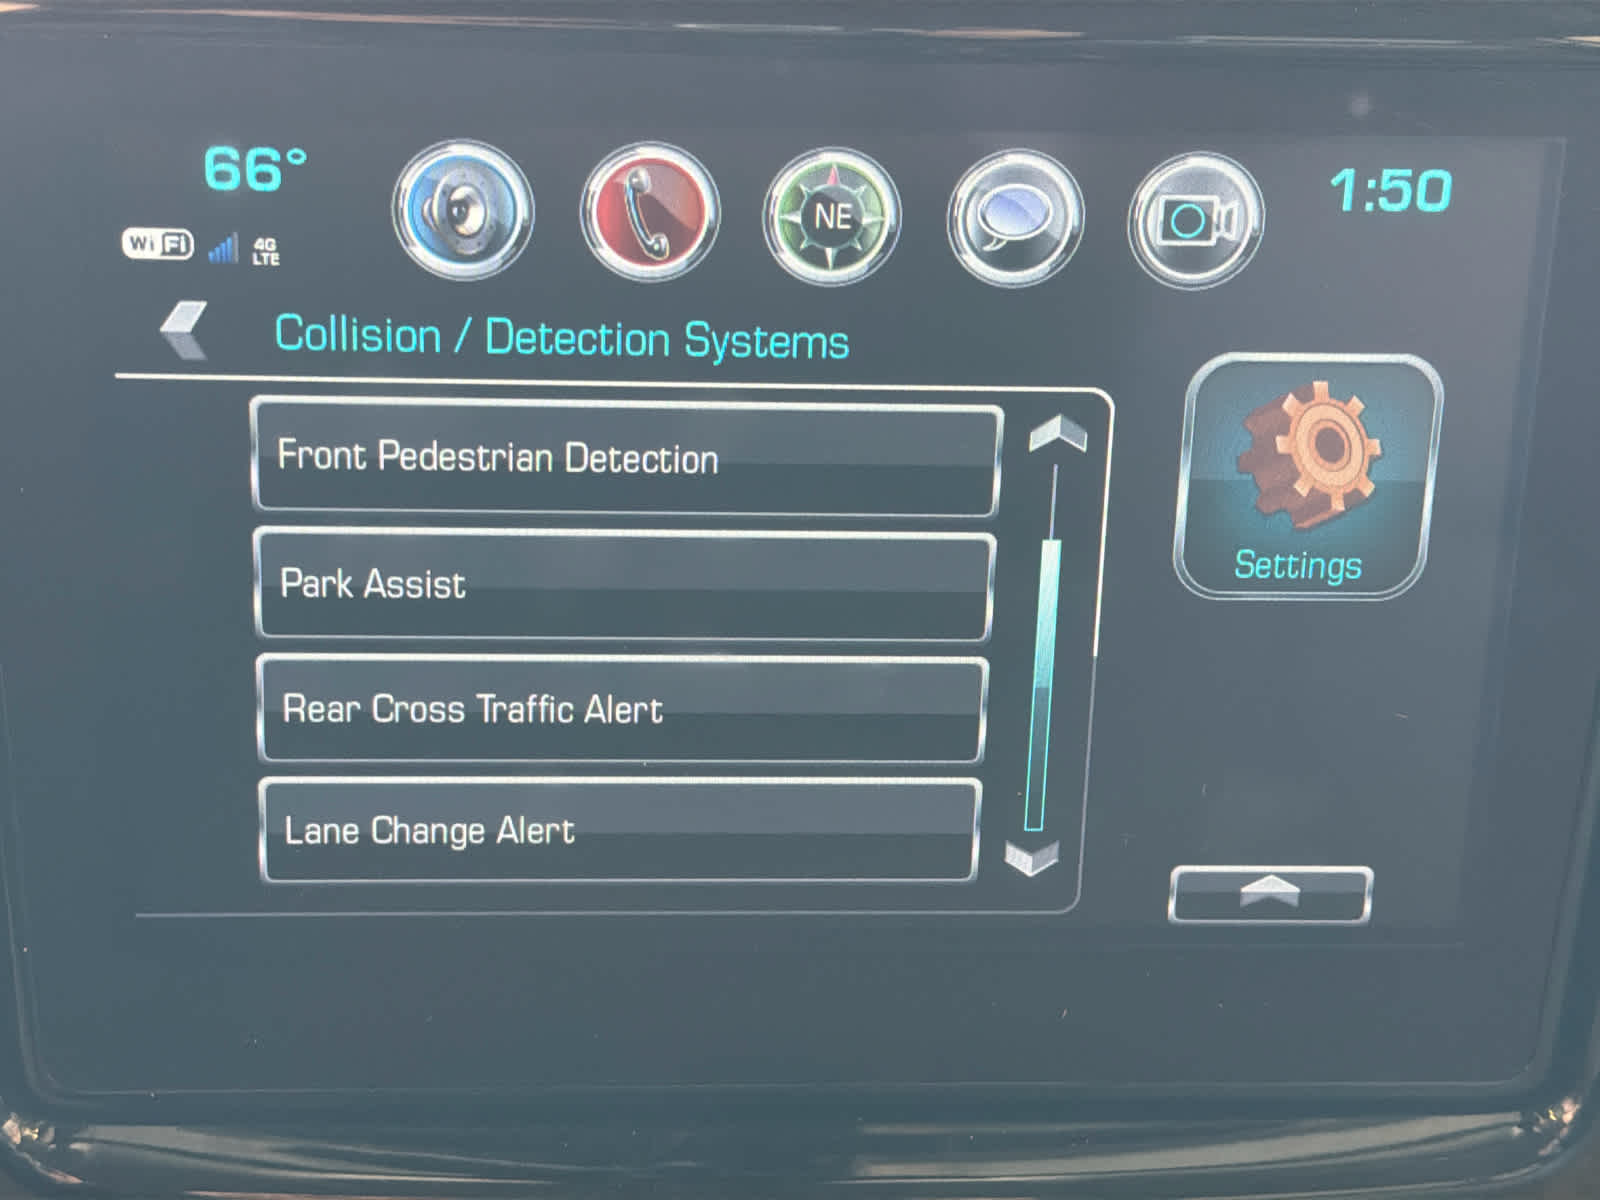 66°
1:50
WiFi
4G
LTE
NE
Collision / Detection Systems
Front Pedestrian Detection
Park Assist
Rear Cross Traffic Alert
Lane Change Alert
Settings